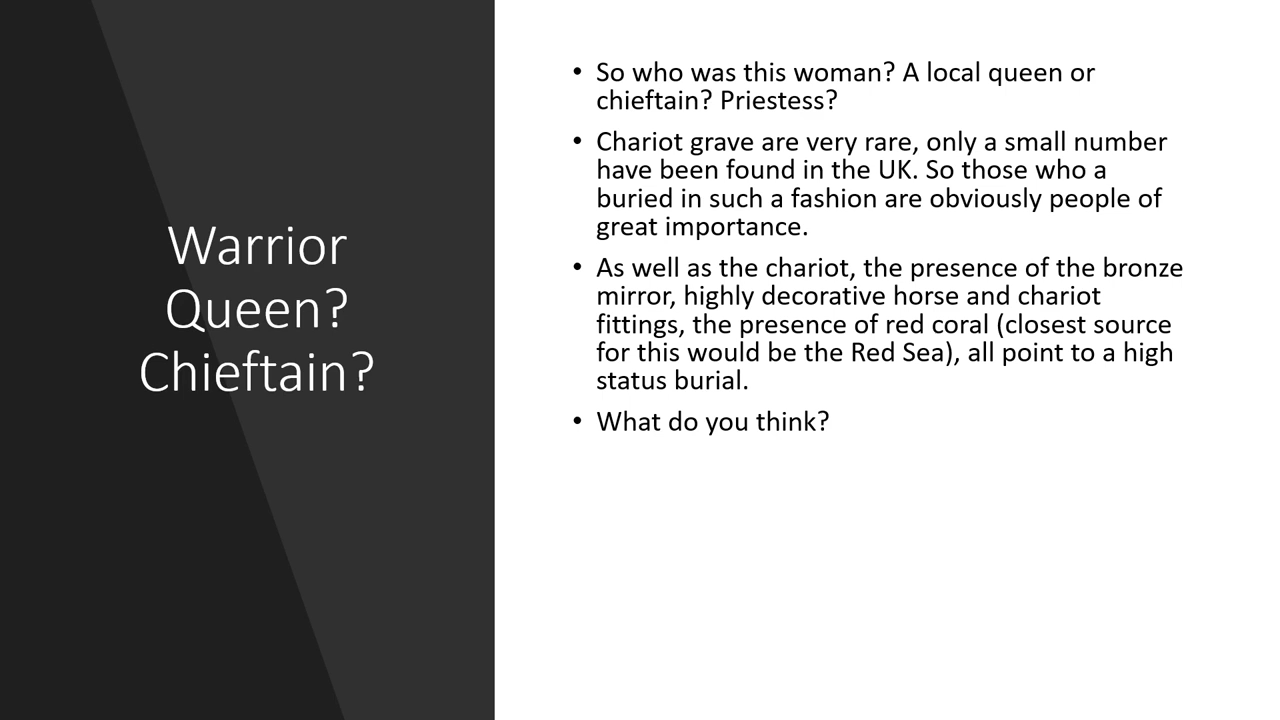 Warrior
Queen?
Chieftain?
• So who was this woman? A local queen or
chieftain? Priestess?
• Chariot grave are very rare, only a small number
have been found in the UK. So those who a
buried in such a fashion are obviously people of
great importance.
• As well as the chariot, the presence of the bronze
mirror, highly decorative horse and chariot
fittings, the presence of red coral (closest source
for this would be the Red Sea), all point to a high
status burial.
• What do you think?